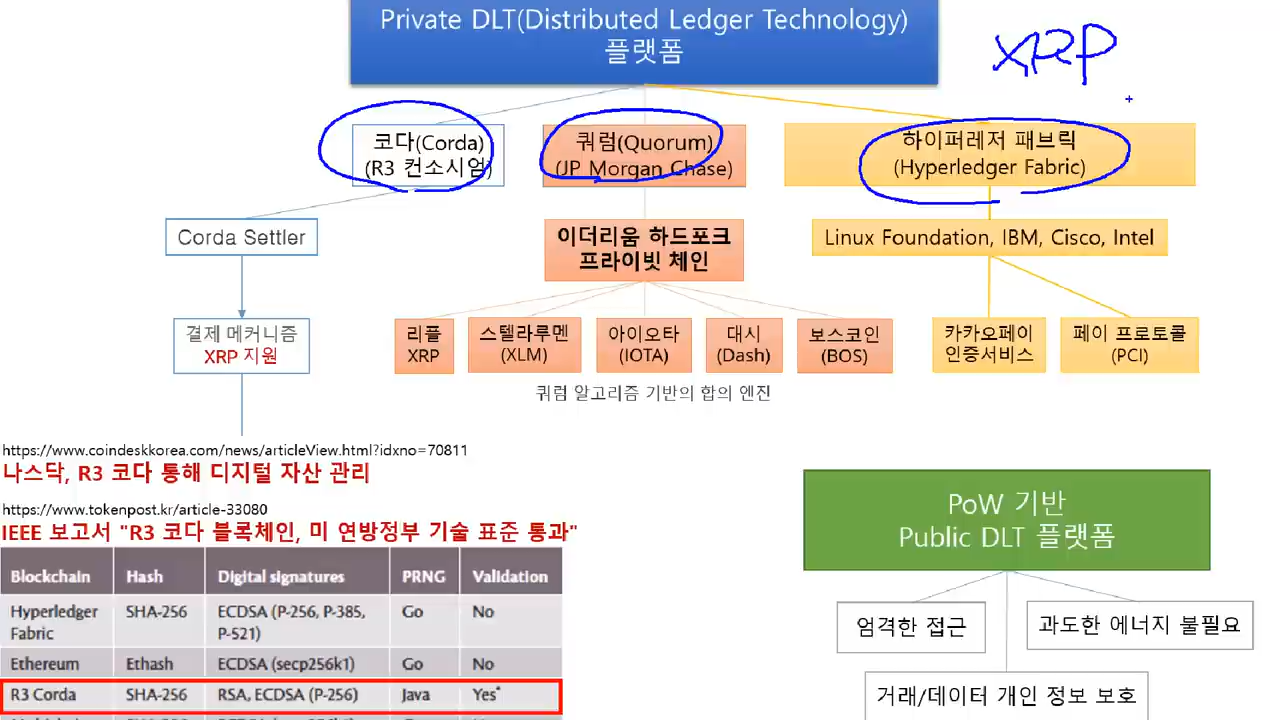 Private DLT(Distributed Ledger Technology)
플랫폼
XRP
코다(Corda)
(R3 컨소시엄)
쿼럼(Quorum)
(JP Morgan Chase)
하이퍼레저 패브릭
(Hyperledger Fabric)
Corda Settler
이더리움 하드포크
프라이빗 체인
Linux Foundation, IBM, Cisco, Intel
결제 메커니즘
XRP 지원
리플
XRP
스텔라루멘
(XLM)
아이오타
(IOTA)
대시
(Dash)
보스코인
(BOS)
카카오페이
인증서비스
페이 프로토콜
(PCI)
쿼럼 알고리즘 기반의 합의 엔진
https://www.coindeskkorea.com/news/articleView.html?idxno=70811
나스닥, R3 코다 통해 디지털 자산 관리
https://www.tokenpost.kr/article-33080
IEEE 보고서 "R3 코다 블록체인, 미 연방정부 기술 표준 통과"
Blockchain Hash Digital signatures PRNG Validation
Hyperledger Fabric SHA-256 ECDSA (P-256, P-385, P-521) Go No
Ethereum Ethash ECDSA (secp256k1) Go No
R3 Corda SHA-256 RSA, ECDSA (P-256) Java Yes*
PoW 기반
Public DLT 플랫폼
엄격한 접근
과도한 에너지 불필요
거래/데이터 개인 정보 보호